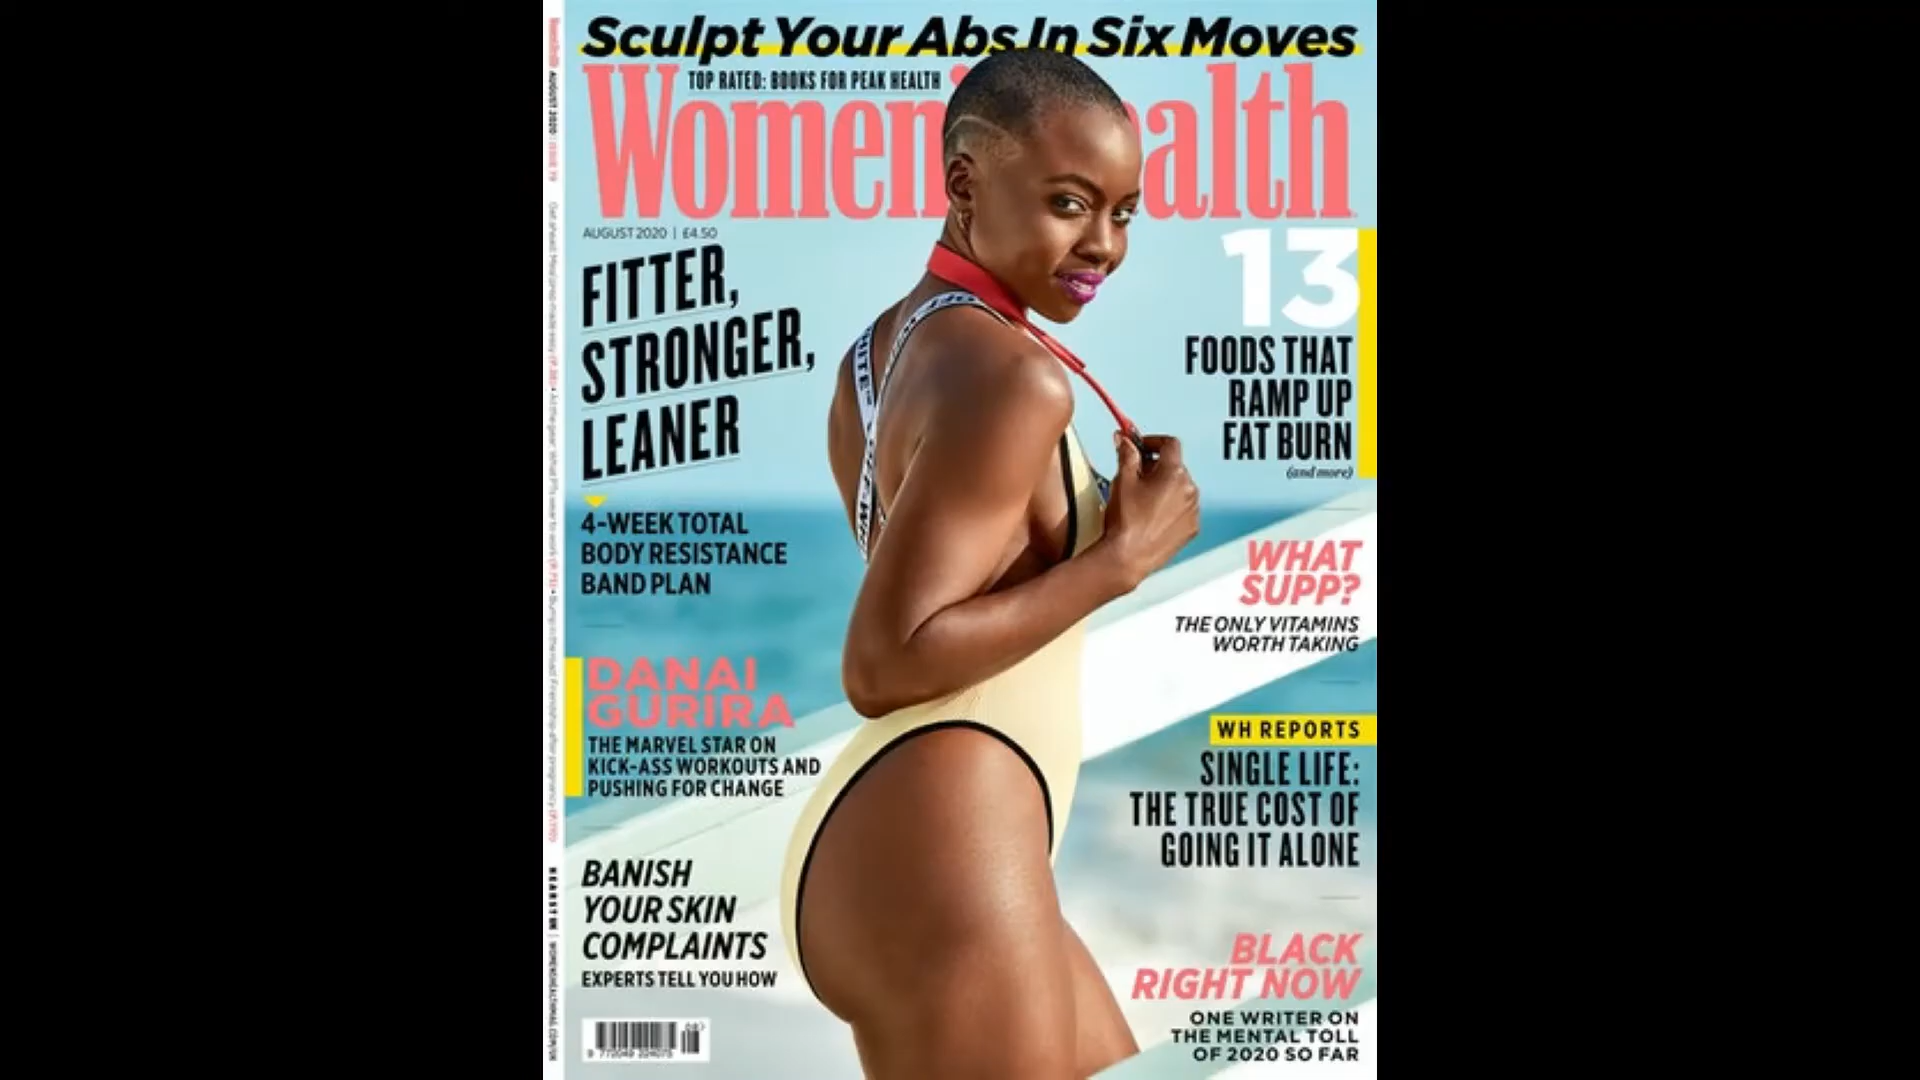 Sculpt Your Abs In Six Moves
TOP RATED: BOOKS FOR PEAK HEALTH
Women alth
AUGUST 2020 | £4.50
FITTER,
STRONGER,
LEANER
4-WEEK TOTAL
BODY RESISTANCE
BAND PLAN
DANAI
GURIRA
THE MARVEL STAR ON
KICK-ASS WORKOUTS AND
PUSHING FOR CHANGE
BANISH
YOUR SKIN
COMPLAINTS
EXPERTS TELL YOU HOW
13
FOODS THAT
RAMP UP
FAT BURN
(and more)
WHAT
SUPP?
THE ONLY VITAMINS
WORTH TAKING
WH REPORTS
SINGLE LIFE:
THE TRUE COST OF
GOING IT ALONE
BLACK
RIGHT NOW
ONE WRITER ON
THE MENTAL TOLL
OF 2020 SO FAR
AUGUST 2020